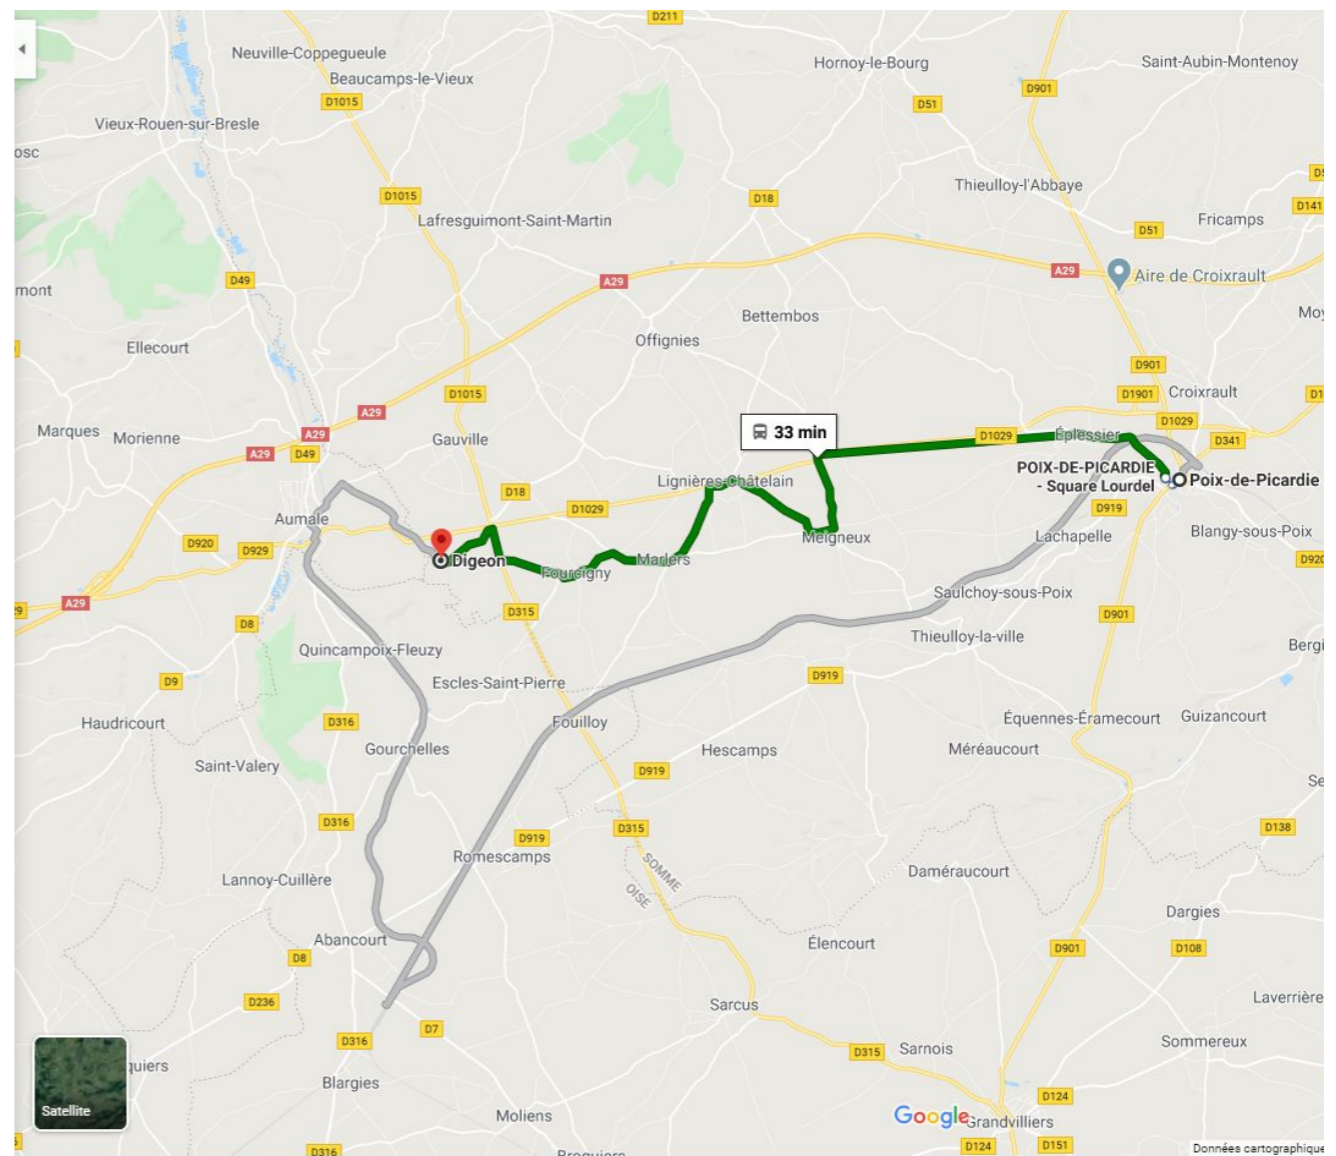 D211
Neuville-Coppegueule
Hornoy-le-Bourg
Saint-Aubin-Montenoy
Beaucamps-le-Vieux
D901
D1015
D51
Vieux-Rouen-sur-Bresle
osc
Thieulloy-l'Abbaye
D1015
D18
D141
Lafresguimont-Saint-Martin
Fricamps
D51
A29
Aire de Croixrault
D49
A29
mont
Bettembos
Offignies
Ellecourt
D901
D1015
D1901
Croixrault
A29
D1029
Marques
Morienne
A29
Gauville
33 min
D1029
Éplessier
D341
A29
D49
POIX-DE-PICARDIE
- Square Lourdel
Poix-de-Picardie
Lignières-Châtelain
D18
D1029
D919
Aumale
Blangy-sous-Poix
D920
D929
Meigneux
Lachapelle
Digeon
Fourcigny
Marlers
D920
Saulchoy-sous-Poix
A29
D315
D901
D8
Thieulloy-la-ville
Quincampoix-Fleuzy
D9
Escles-Saint-Pierre
D919
Haudricourt
D316
Fouilloy
Équennes-Éramecourt
Guizancourt
Gourchelles
Hescamps
Méréaucourt
Saint-Valery
D919
D316
D919
D315
D138
Romescamps
SOMME
OISE
Daméraucourt
Lannoy-Cuillère
Dargies
Abancourt
Élencourt
D8
D901
D108
D236
Sarcus
Laverrière
D7
D316
D315
Sarnois
Sommereux
quiers
Blargies
Satellite
Moliens
D124
Google
Grandvilliers
D316
D124
D151
Données cartographique